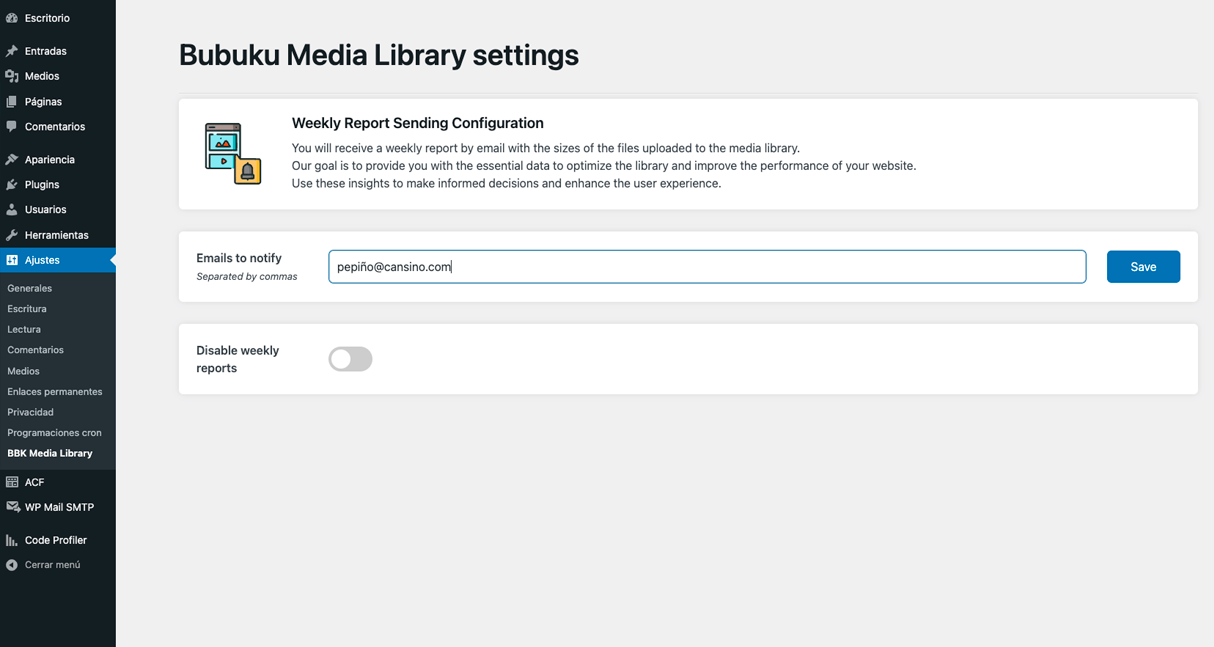 Escritorio
Entradas
Medios
Páginas
Comentarios
Apariencia
Plugins
Usuarios
Herramientas
Ajustes
Generales
Escritura
Lectura
Comentarios
Medios
Enlaces permanentes
Privacidad
Programaciones cron
BBK Media Library
ACF
WP Mail SMTP
Code Profiler
Cerrar menú
Bubuku Media Library settings
Weekly Report Sending Configuration
You will receive a weekly report by email with the sizes of the files uploaded to the media library.
Our goal is to provide you with the essential data to optimize the library and improve the performance of your website.
Use these insights to make informed decisions and enhance the user experience.
Emails to notify
Separated by commas
pepiño@cansino.com
Save
Disable weekly
reports